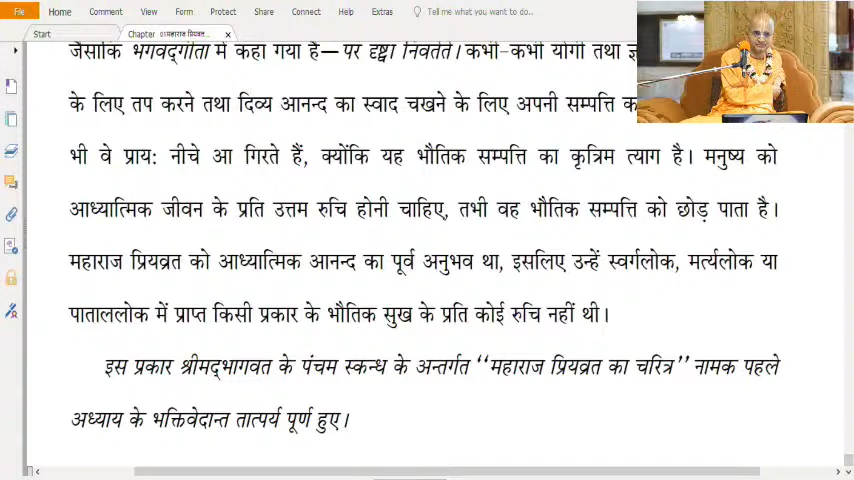 File Home Comment View Form Protect Share Connect Help Extras Tell me what you want to do...
Start Chapter 01महाराज प्रियव्रत...
जैसाकि भगवद्‌गीता में कहा गया है—परं दृष्ट्वा निवर्तते। कभी-कभी योगी तथा
के लिए तप करने तथा दिव्य आनन्द का स्वाद चखने के लिए अपनी सम्पत्ति
भी वे प्राय: नीचे आ गिरते हैं, क्योंकि यह भौतिक सम्पत्ति का कृत्रिम त्याग है। मनुष्य को
आध्यात्मिक जीवन के प्रति उत्तम रुचि होनी चाहिए, तभी वह भौतिक सम्पत्ति को छोड़ पाता है।
महाराज प्रियव्रत को आध्यात्मिक आनन्द का पूर्व अनुभव था, इसलिए उन्हें स्वर्गलोक, मर्त्यलोक या
पाताललोक में प्राप्त किसी प्रकार के भौतिक सुख के प्रति कोई रुचि नहीं थी।
इस प्रकार श्रीमद्‌भागवत के पंचम स्कन्ध के अन्तर्गत ‘‘महाराज प्रियव्रत का चरित्र’’ नामक पहले
अध्याय के भक्तिवेदान्त तात्पर्य पूर्ण हुए।